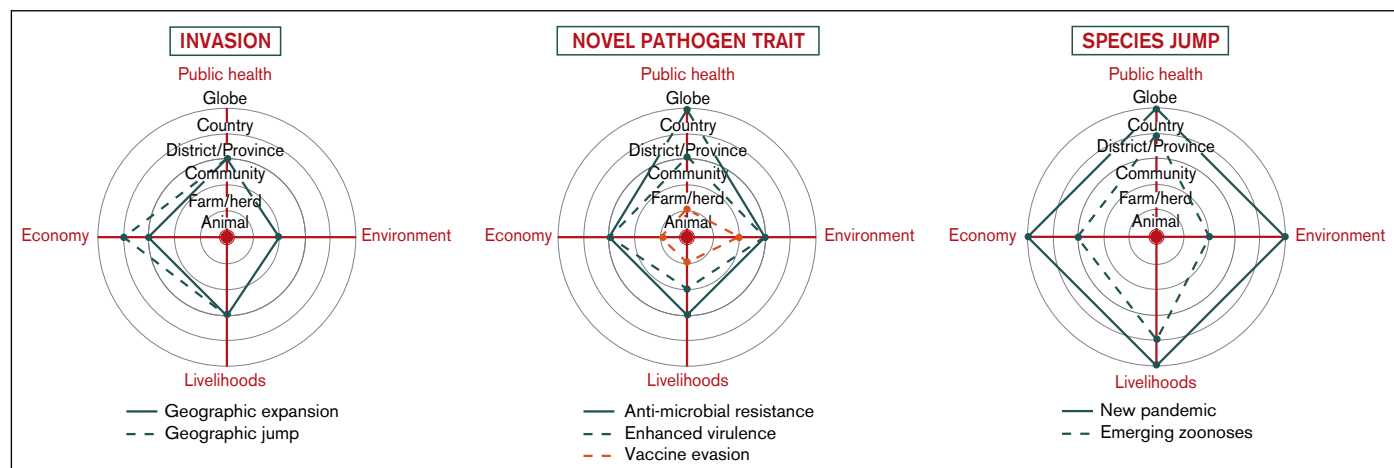 INVASION
Public health
Globe
Country
District/Province
Community
Farm/herd
Animal
Economy
Environment
Livelihoods
Geographic expansion
Geographic jump
NOVEL PATHOGEN TRAIT
Public health
Globe
Country
District/Province
Community
Farm/herd
Animal
Economy
Environment
Livelihoods
Anti-microbial resistance
Enhanced virulence
Vaccine evasion
SPECIES JUMP
Public health
Globe
Country
District/Province
Community
Farm/herd
Animal
Economy
Environment
Livelihoods
New pandemic
Emerging zoonoses